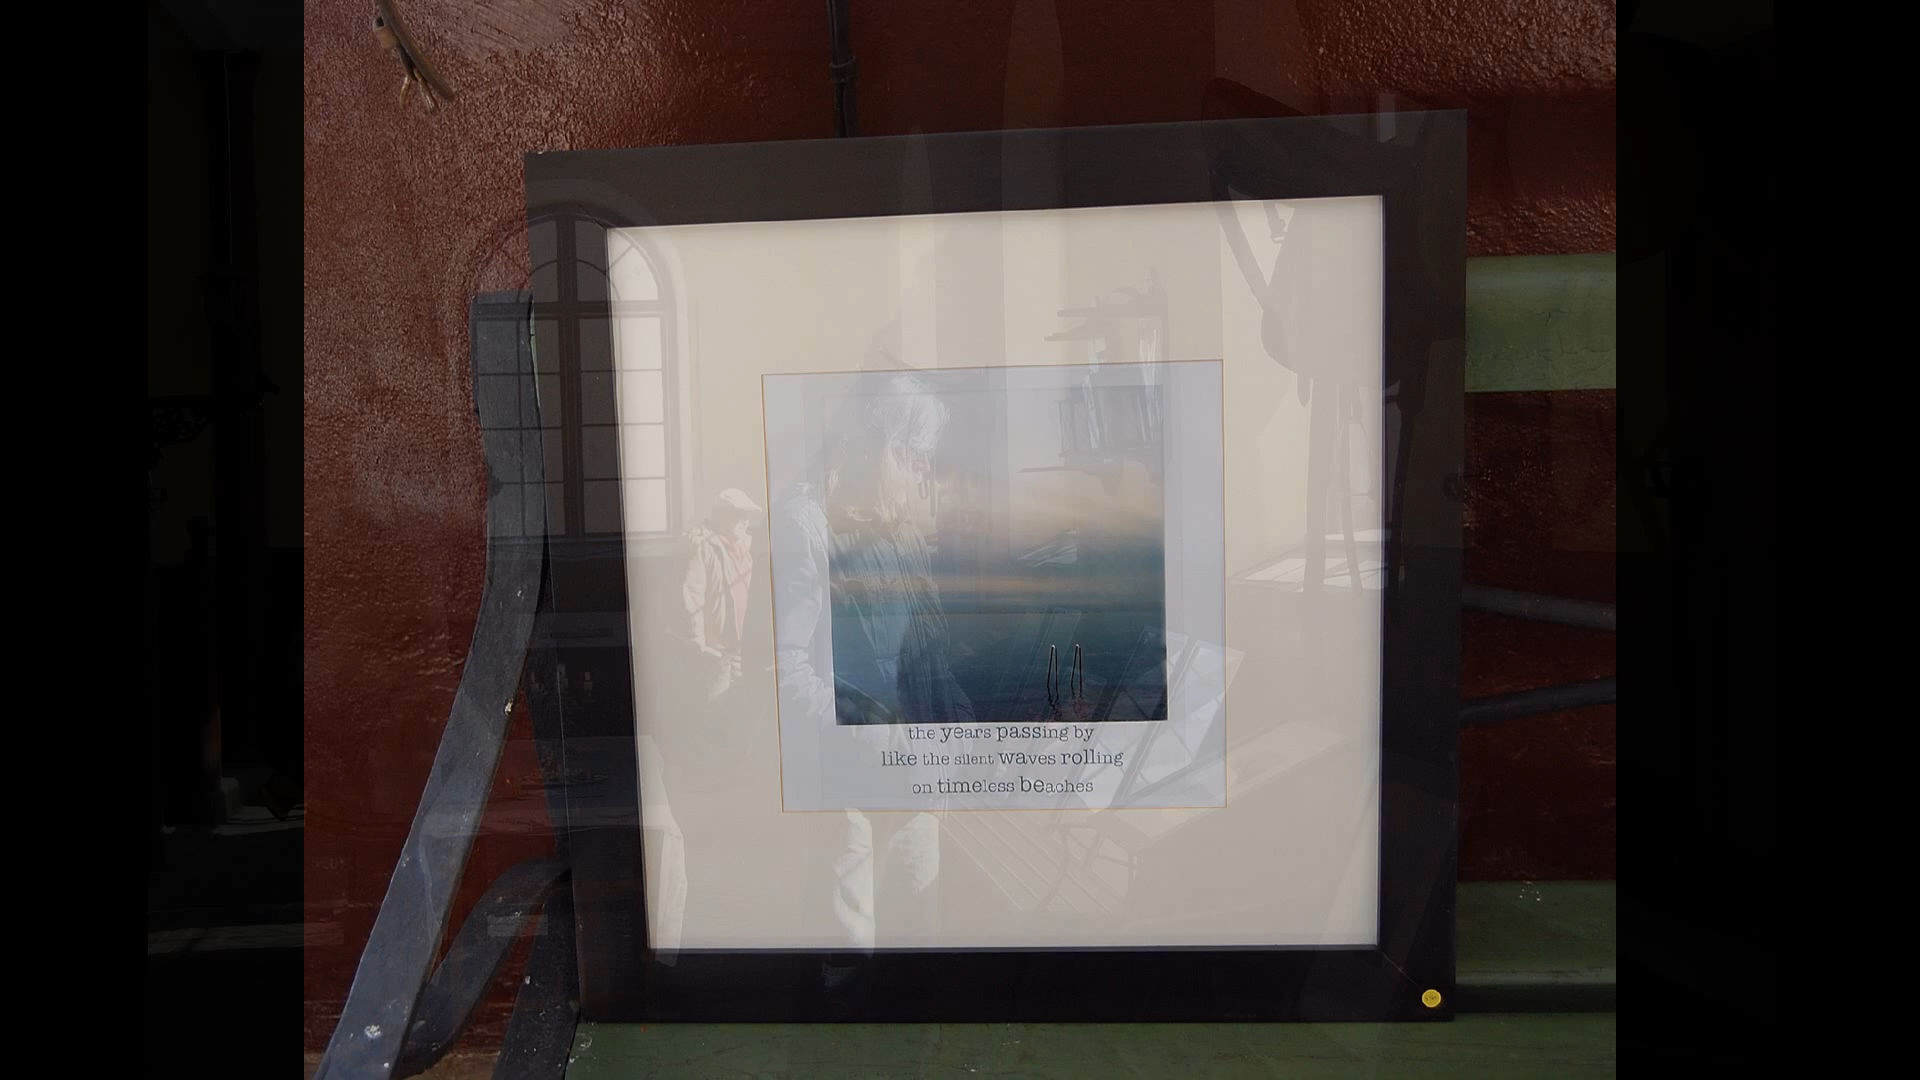 the years passing by
like the silent waves rolling
on timeless beaches